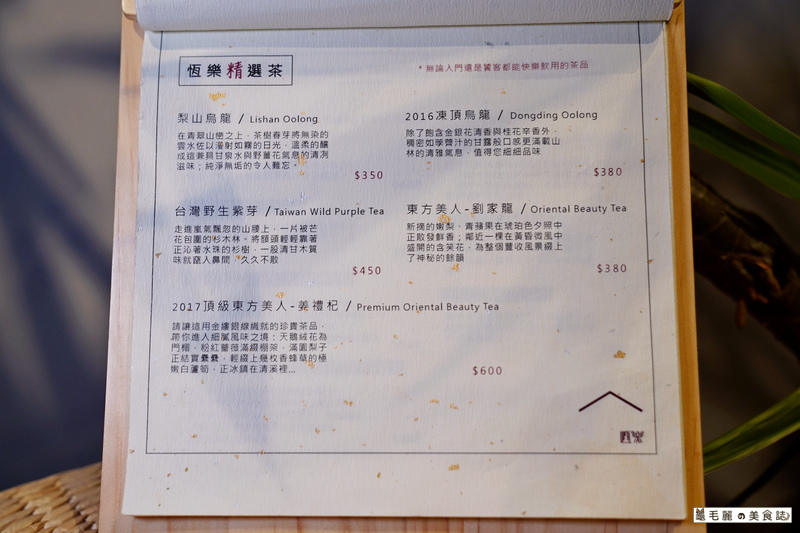 恆樂精選茶
*無論入門還是饕客都能快樂飲用的茶品
梨山烏龍 / Lishan Oolong
在青翠山巒之上，茶樹春芽將無染的
雲水佐以灌射如霧的日光，溫柔的釀
成這兼具甘泉水與野薑花氣息的清冽
滋味；純淨無垢的令人難忘。
$350
2016凍頂烏龍 / Dongding Oolong
除了飽含金銀花清香與桂花辛香外，
稠密如荸薺汁的甘露般口感更滿載山
林的清雅氣息，值得您細細品味
$380
台灣野生紫芽 / Taiwan Wild Purple Tea
走進嵐氣飄忽的山腰上，一片被芒
花包圍的杉木林。將額頭輕輕靠著
正沁著水珠的杉樹，一股清甘木質
味就竄入鼻間，久久不散
$450
東方美人-劉家龍 / Oriental Beauty Tea
新摘的嫩梨，青蘋果在琥珀色夕照中
正散發鮮香；鄰近一棵在黃昏微風中
盛開的含笑花，為整個豐收風景綴上
了神秘的餘韻
$380
2017頂級東方美人-姜禮杞 / Premium Oriental Beauty Tea
請讓這用金縷銀線織就的珍貴茶品，
帶你進入細膩風味之境：天鵝絨花為
門楣，粉紅薔薇滿綴棚架，滿園梨子
正結實纍纍，輕綴上幾枚香蜂草的極
嫩白蘆筍，正冰鎮在清溪裡...
$600
毛麗の美食誌